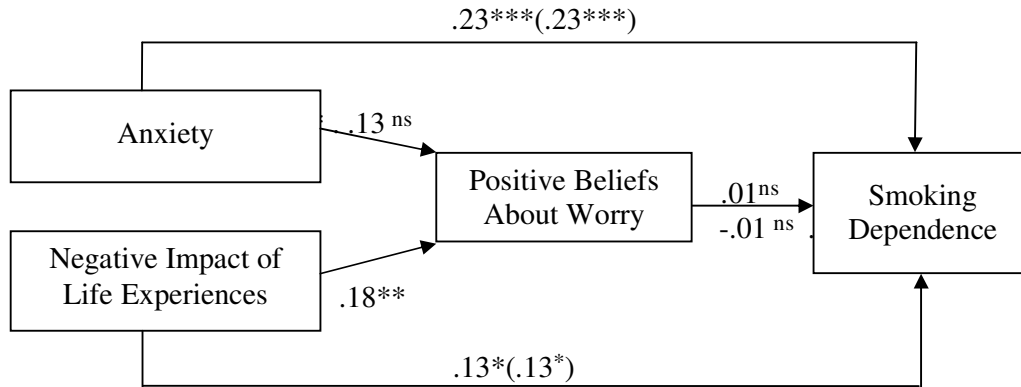 .23***(.23***)
Anxiety
* . .13 ns
Positive Beliefs
About Worry
.01ns
-.01 ns .
Smoking
Dependence
Negative Impact of
Life Experiences
.18**
.13*(.13*)